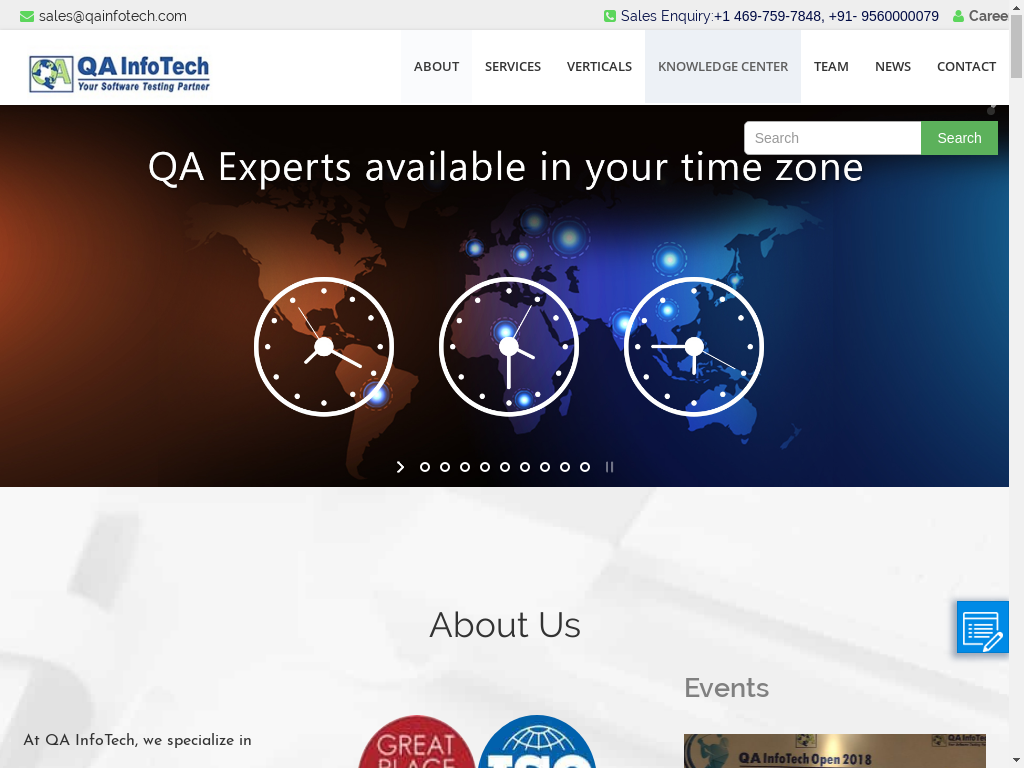 sales@qainfotech.com
Sales Enquiry:+1 469-759-7848, +91- 9560000079
Caree
QA InfoTech
Your Software Testing Partner
ABOUT
SERVICES
VERTICALS
KNOWLEDGE CENTER
TEAM
NEWS
CONTACT
Search
Search
QA Experts available in your time zone
About Us
Events
At QA InfoTech, we specialize in
GREAT
PLACE
ISO
QA InfoTech Open 2018